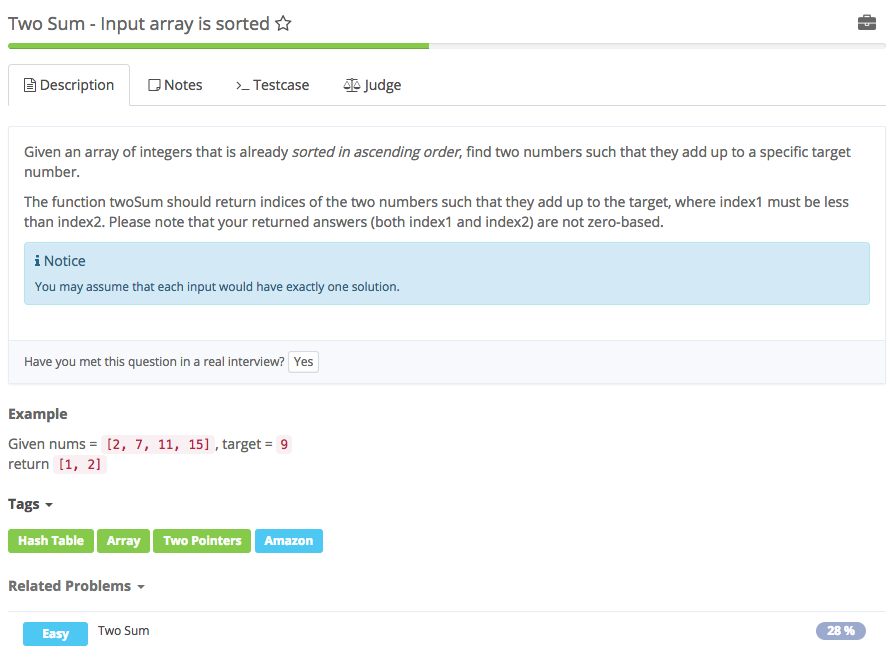 Two Sum - Input array is sorted
Description
Notes
>_ Testcase
Judge
Given an array of integers that is already sorted in ascending order, find two numbers such that they add up to a specific target
number.
The function twoSum should return indices of the two numbers such that they add up to the target, where index1 must be less
than index2. Please note that your returned answers (both index1 and index2) are not zero-based.
Notice
You may assume that each input would have exactly one solution.
Have you met this question in a real interview? Yes
Example
Given nums = [2, 7, 11, 15], target = 9
return [1, 2]
Tags
Hash Table Array Two Pointers Amazon
Related Problems
Easy Two Sum 28 %